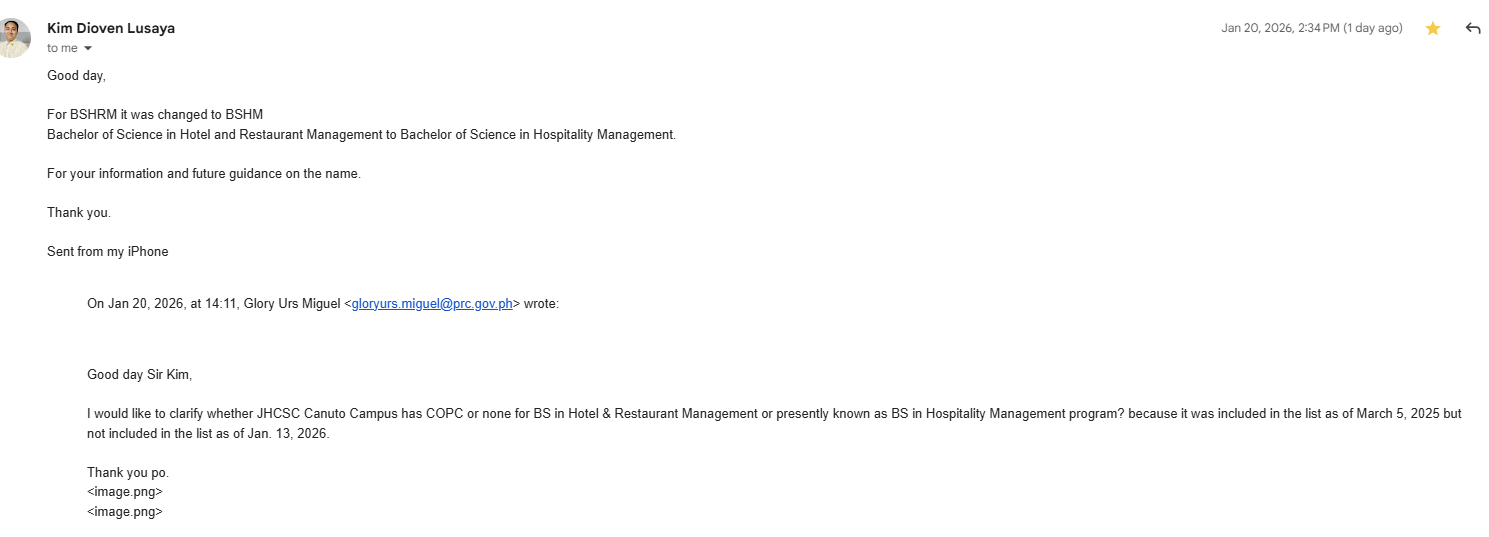 Kim Dioven Lusaya
Jan 20, 2026, 2:34 PM (1 day ago)
to me
Good day,
For BSHRM it was changed to BSHM
Bachelor of Science in Hotel and Restaurant Management to Bachelor of Science in Hospitality Management.
For your information and future guidance on the name.
Thank you.
Sent from my iPhone
On Jan 20, 2026, at 14:11, Glory Urs Miguel <gloryurs.miguel@prc.gov.ph> wrote:
Good day Sir Kim,
I would like to clarify whether JHCSC Canuto Campus has COPC or none for BS in Hotel & Restaurant Management or presently known as BS in Hospitality Management program? because it was included in the list as of March 5, 2025 but
not included in the list as of Jan. 13, 2026.
Thank you po.
<image.png>
<image.png>